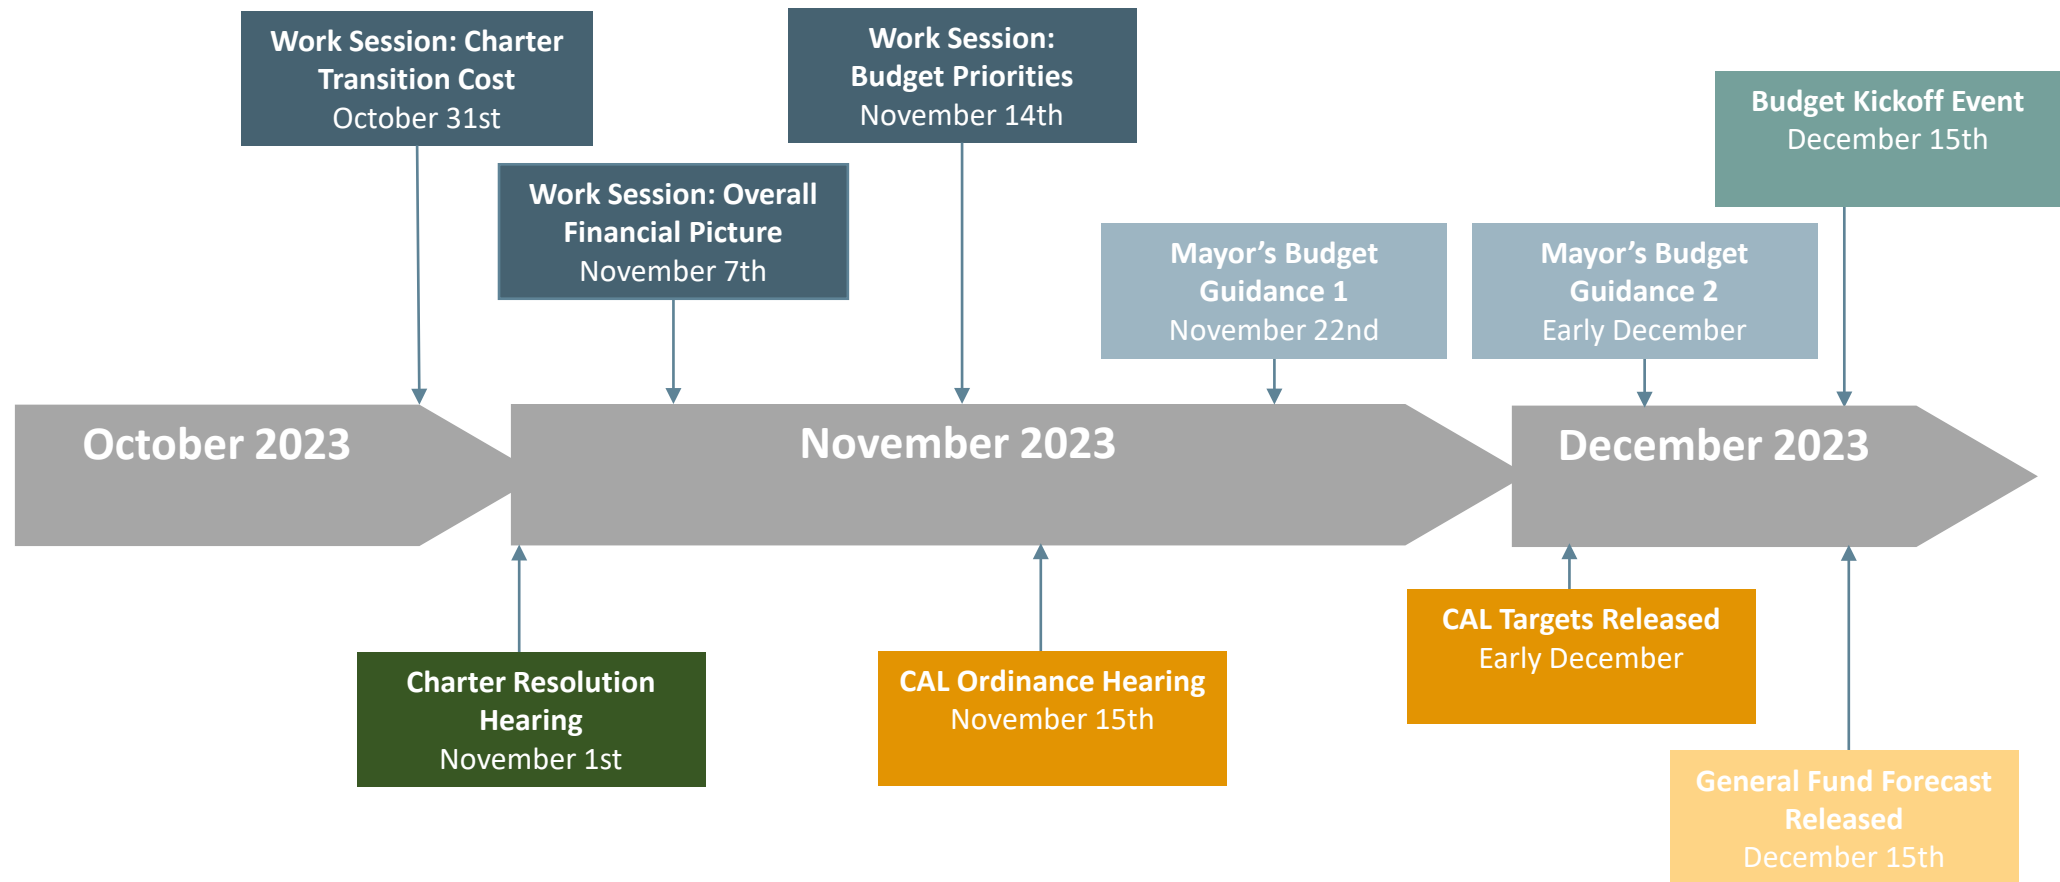 Work Session: Charter
Transition Cost
October 31st
Work Session: Overall
Financial Picture
November 7th
Work Session:
Budget Priorities
November 14th
Mayor’s Budget
Guidance 1
November 22nd
Mayor’s Budget
Guidance 2
Early December
Budget Kickoff Event
December 15th
October 2023
November 2023
December 2023
Charter Resolution
Hearing
November 1st
CAL Ordinance Hearing
November 15th
CAL Targets Released
Early December
General Fund Forecast
Released
December 15th